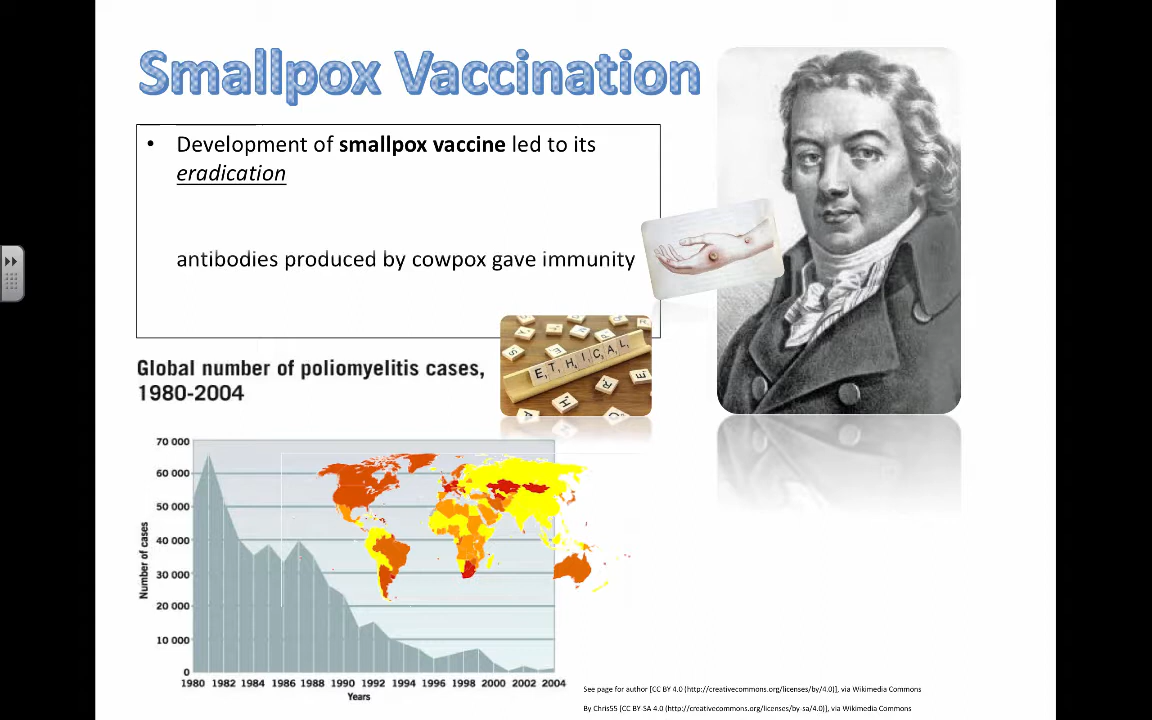 Smallpox Vaccination
• Development of smallpox vaccine led to its
eradication
antibodies produced by cowpox gave immunity
ETHICAL
Global number of poliomyelitis cases,
1980-2004
Number of cases
70 000
60 000
50 000
40 000
30 000
20 000
10 000
0
1980 1982 1984 1986 1988 1990 1992 1994 1996 1998 2000 2002 2004
Years
See page for author [CC BY 4.0 (http://creativecommons.org/licenses/by/4.0)], via Wikimedia Commons
By Chris55 [CC BY-SA 4.0 (http://creativecommons.org/licenses/by-sa/4.0)], via Wikimedia Commons